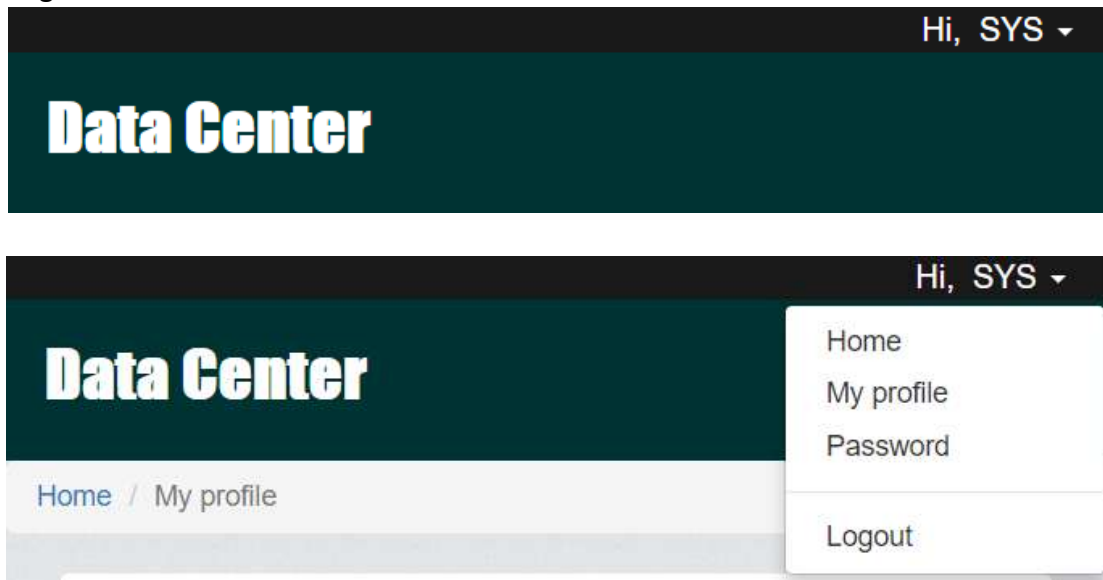 Hi, SYS
Data Center
Hi, SYS
Data Center
Home
My profile
Password
Logout
Home / My profile